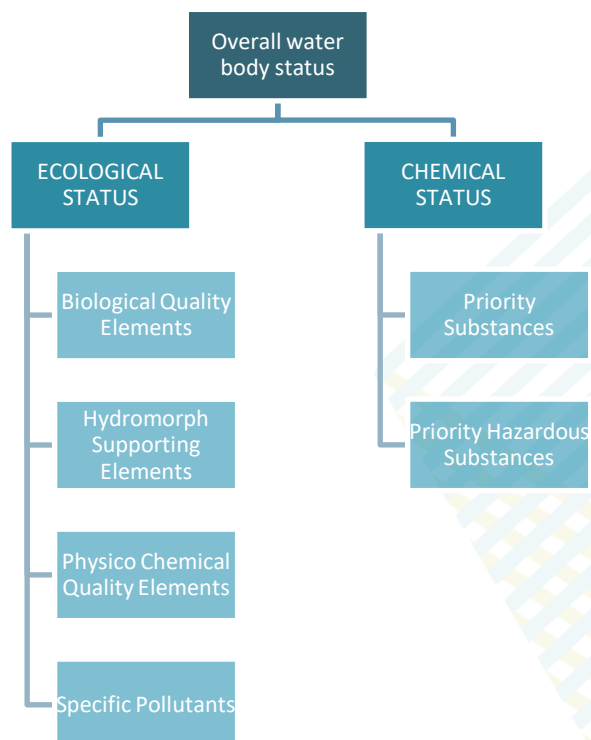 Overall water
body status
ECOLOGICAL
STATUS
CHEMICAL
STATUS
Biological Quality
Elements
Priority
Substances
Hydromorph
Supporting
Elements
Priority Hazardous
Substances
Physico Chemical
Quality Elements
Specific Pollutants